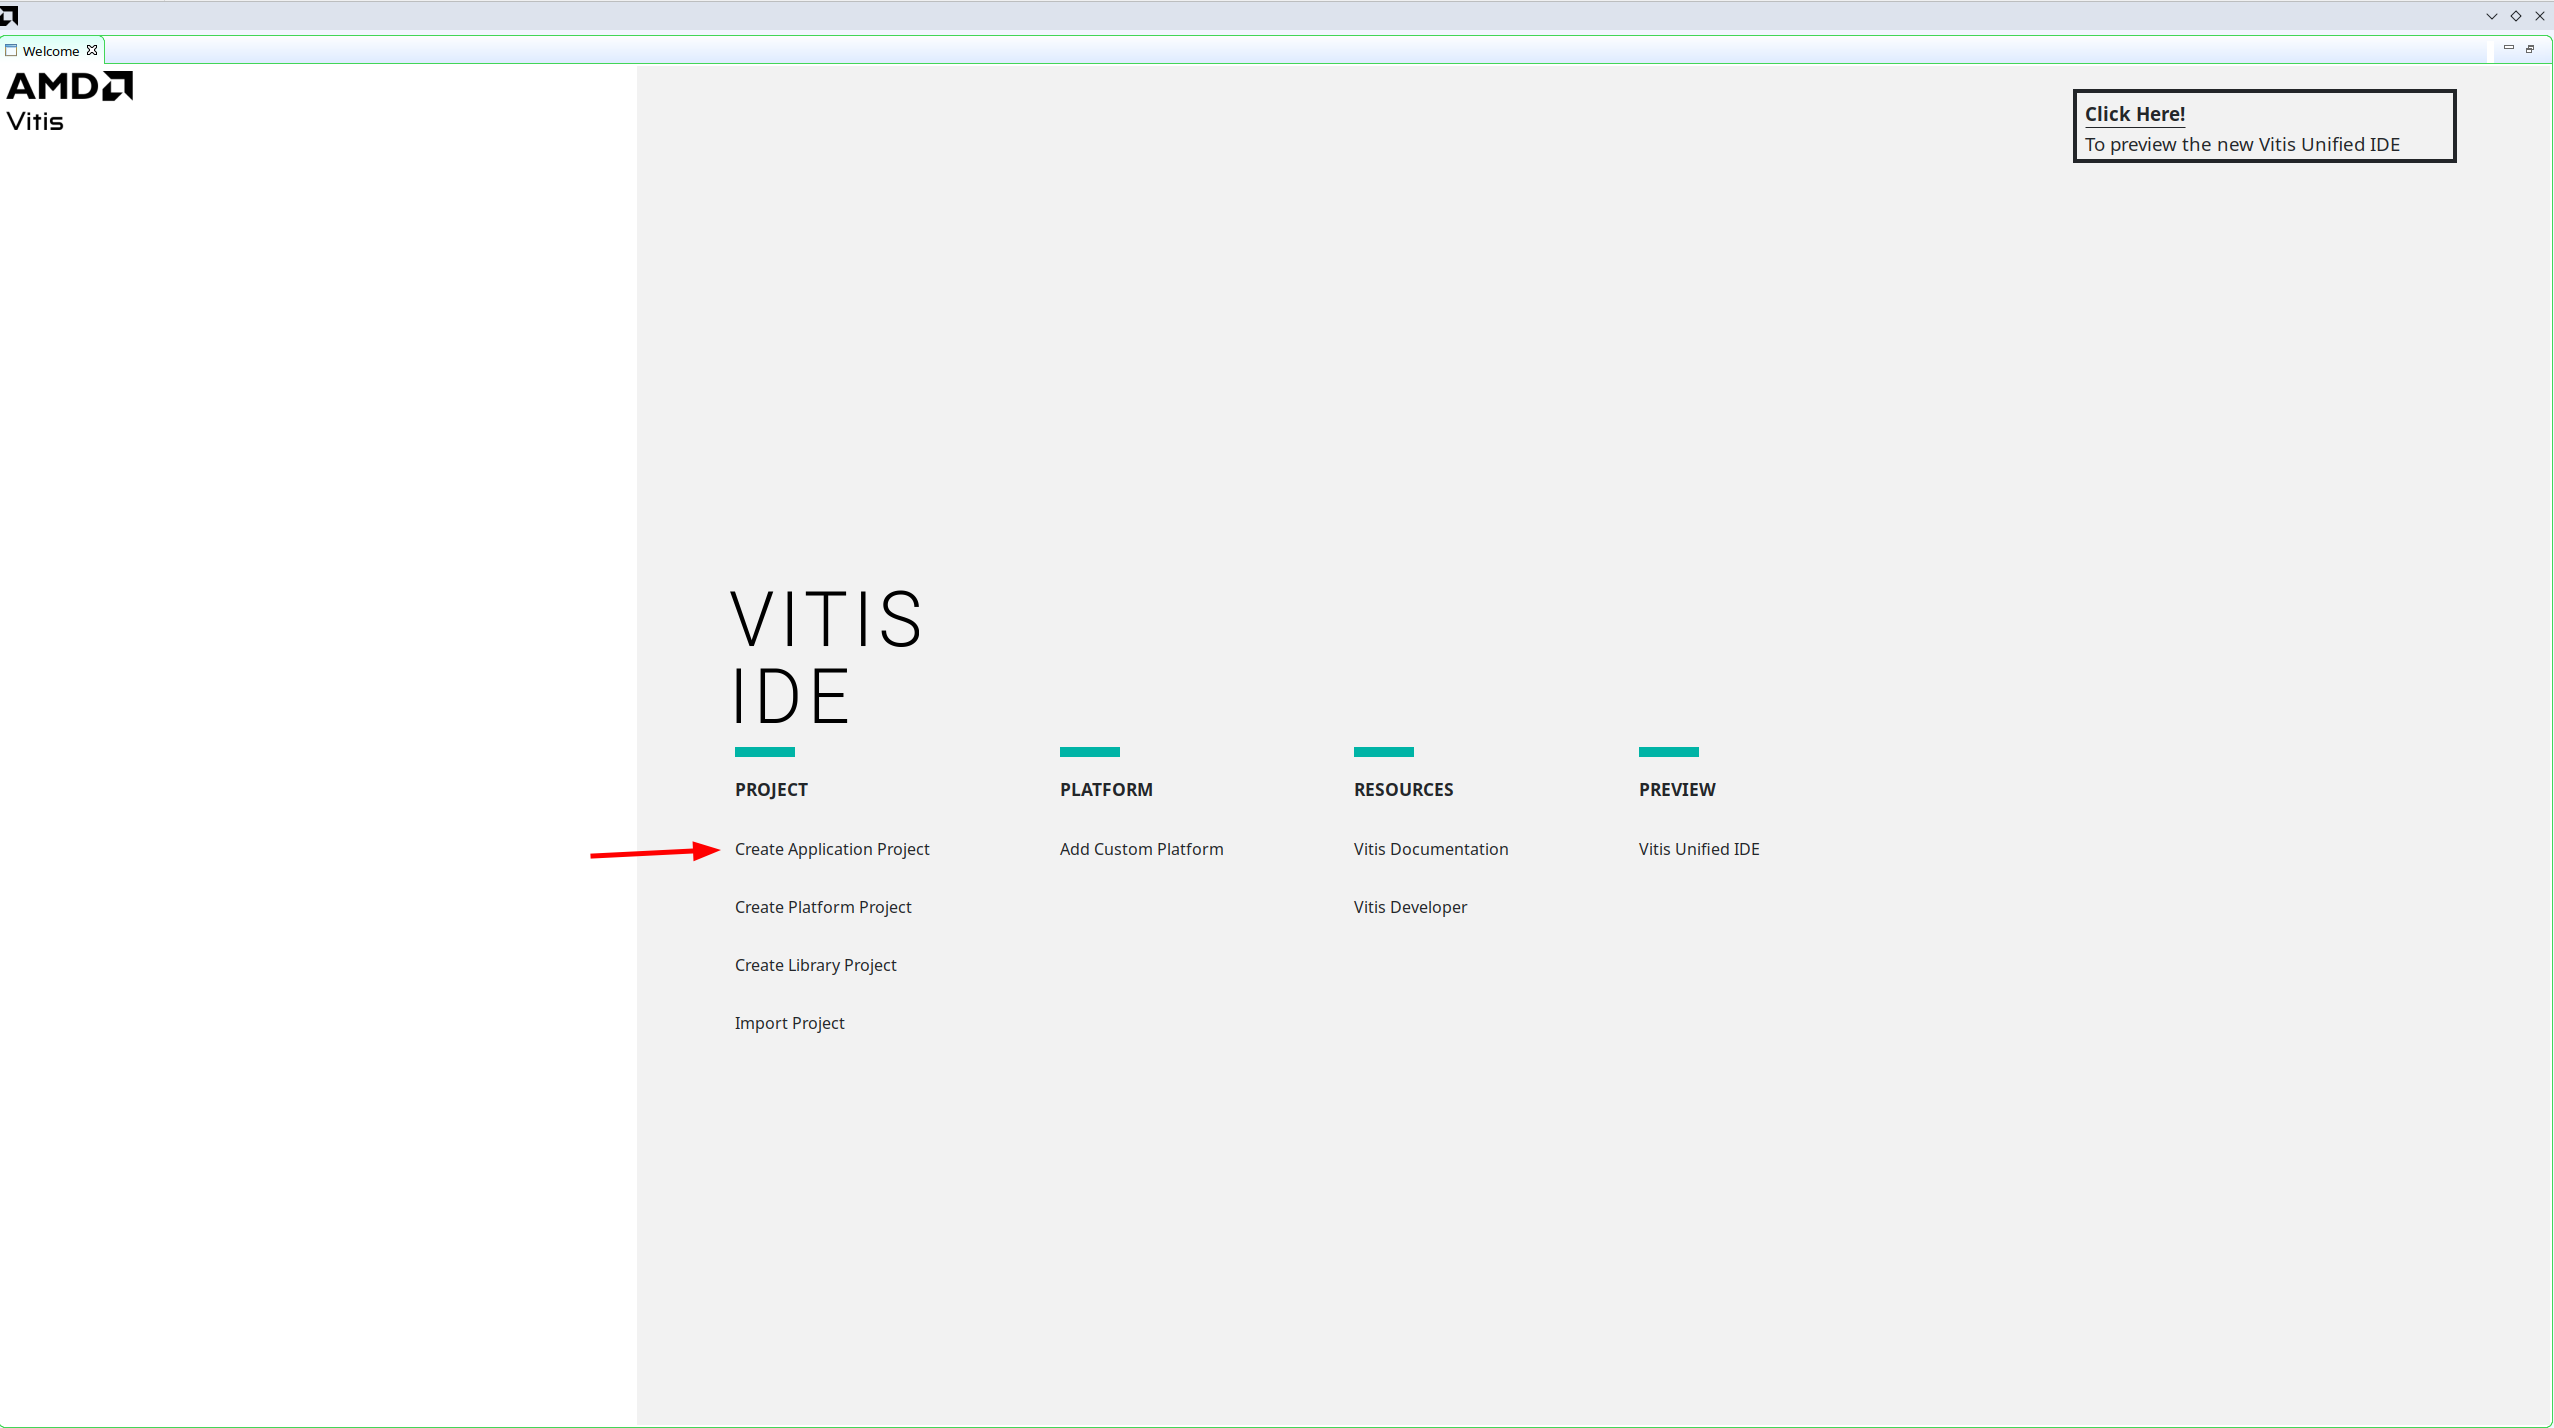 Welcome
AMD
Vitis
Click Here!
To preview the new Vitis Unified IDE
VITIS
IDE
PROJECT
Create Application Project
Create Platform Project
Create Library Project
Import Project
PLATFORM
Add Custom Platform
RESOURCES
Vitis Documentation
Vitis Developer
PREVIEW
Vitis Unified IDE